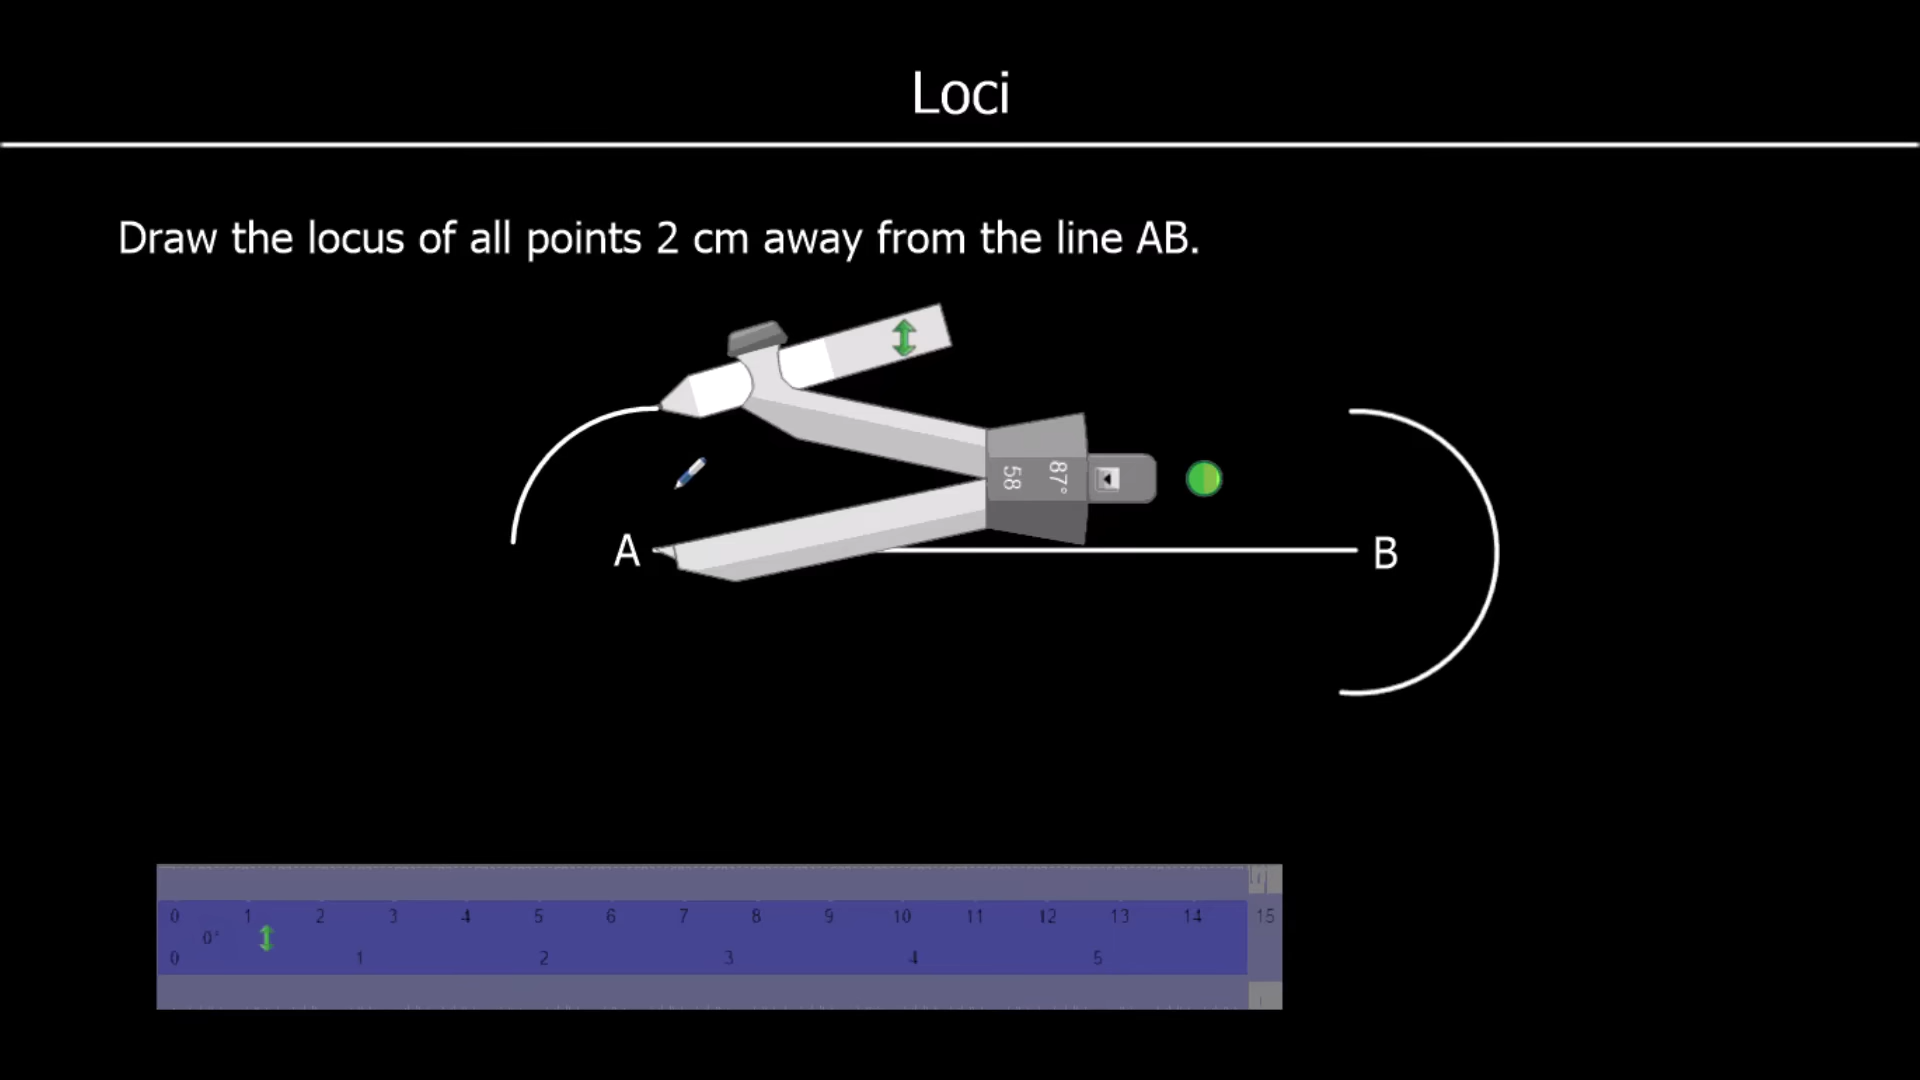 Loci
Draw the locus of all points 2 cm away from the line AB.
58 87°
A
B
0 1 2 3 4 5 6 7 8 9 10 11 12 13 14 15
0°
0 1 2 3 4 5